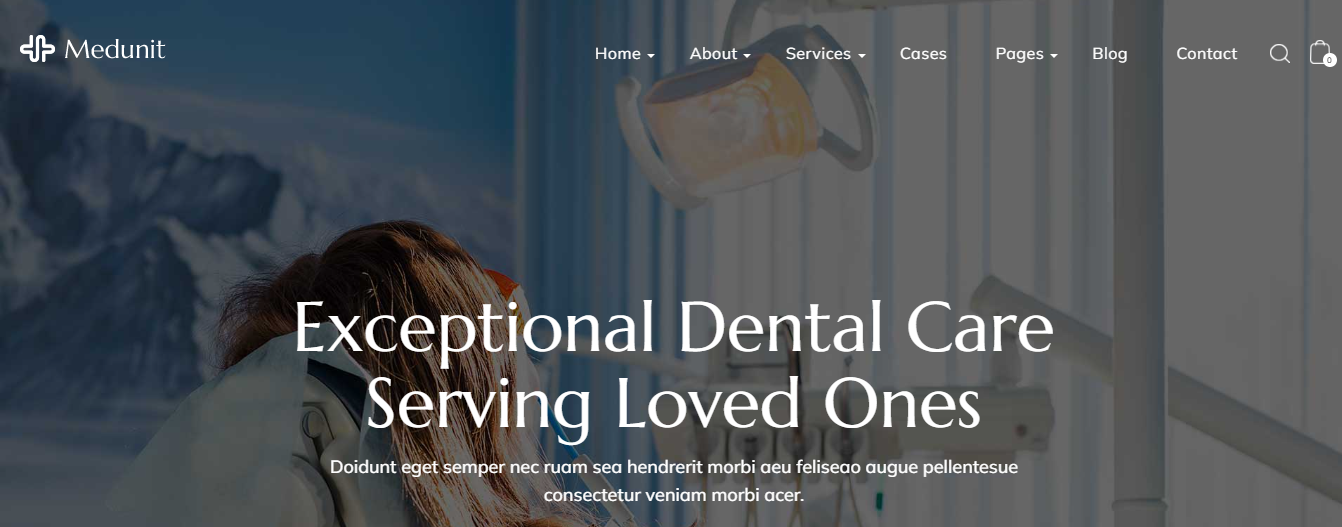 Medunit
Home About Services Cases Pages Blog Contact
0
Exceptional Dental Care
Serving Loved Ones
Doidunt eget semper nec ruam sea hendrerit morbi aeu feliseao augue pellentesue
consectetur veniam morbi acer.